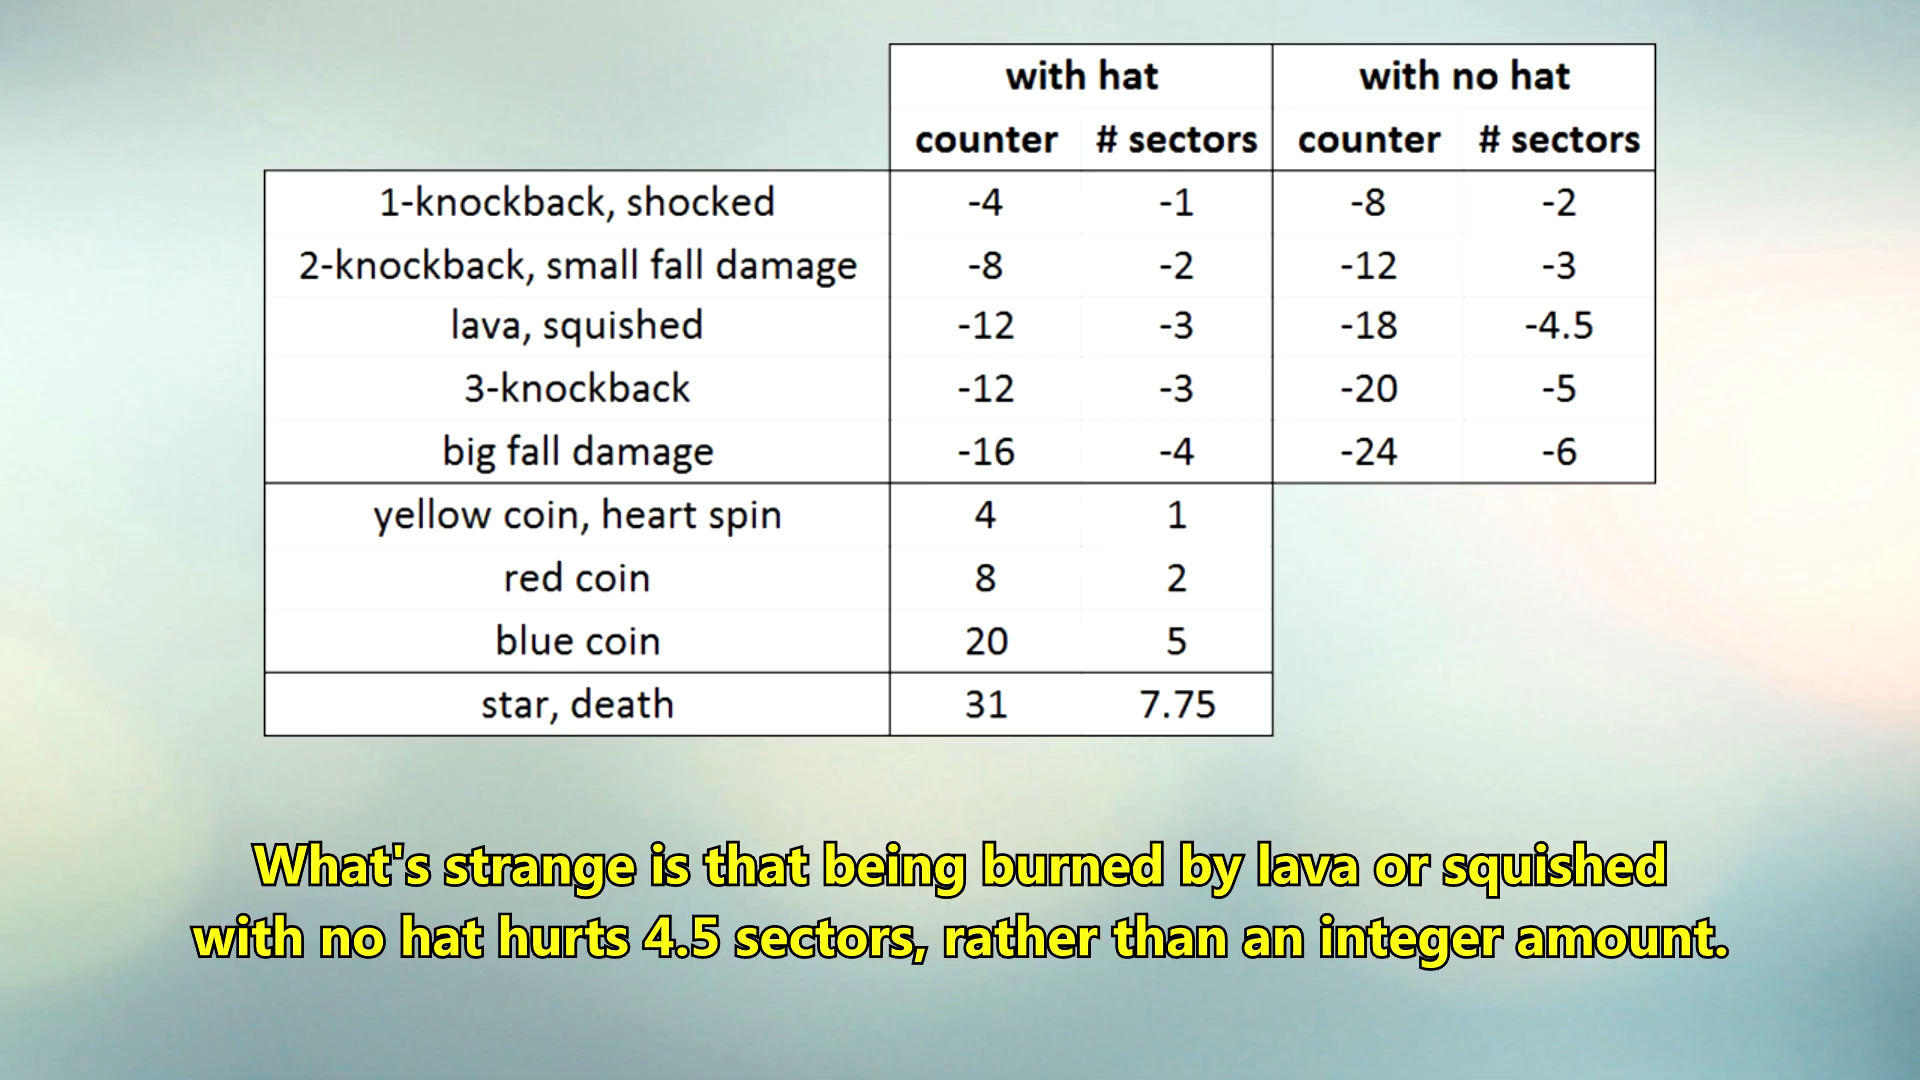 with hat with no hat
counter # sectors counter # sectors
1-knockback, shocked -4 -1 -8 -2
2-knockback, small fall damage -8 -2 -12 -3
lava, squished -12 -3 -18 -4.5
3-knockback -12 -3 -20 -5
big fall damage -16 -4 -24 -6
yellow coin, heart spin 4 1
red coin 8 2
blue coin 20 5
star, death 31 7.75
What's strange is that being burned by lava or squished
with no hat hurts 4.5 sectors, rather than an integer amount.